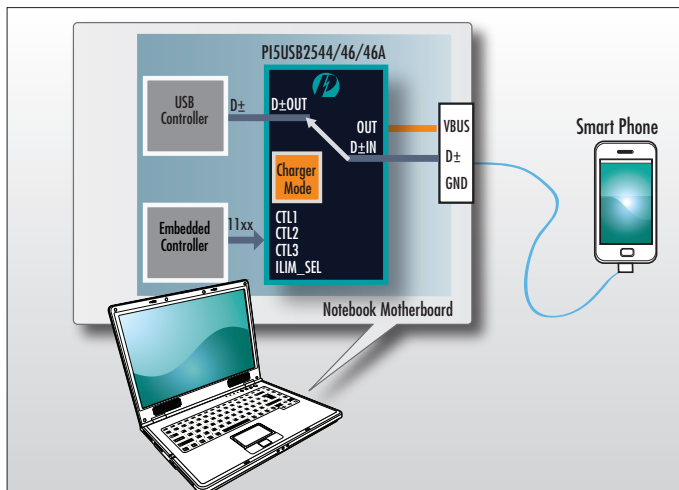 PI5USB2544/46/46A
USB
Controller
D±
D±OUT
OUT
D±IN
VBUS
D±
GND
Smart Phone
Charger
Mode
Embedded
Controller
11xx
CTL1
CTL2
CTL3
ILIM_SEL
Notebook Motherboard